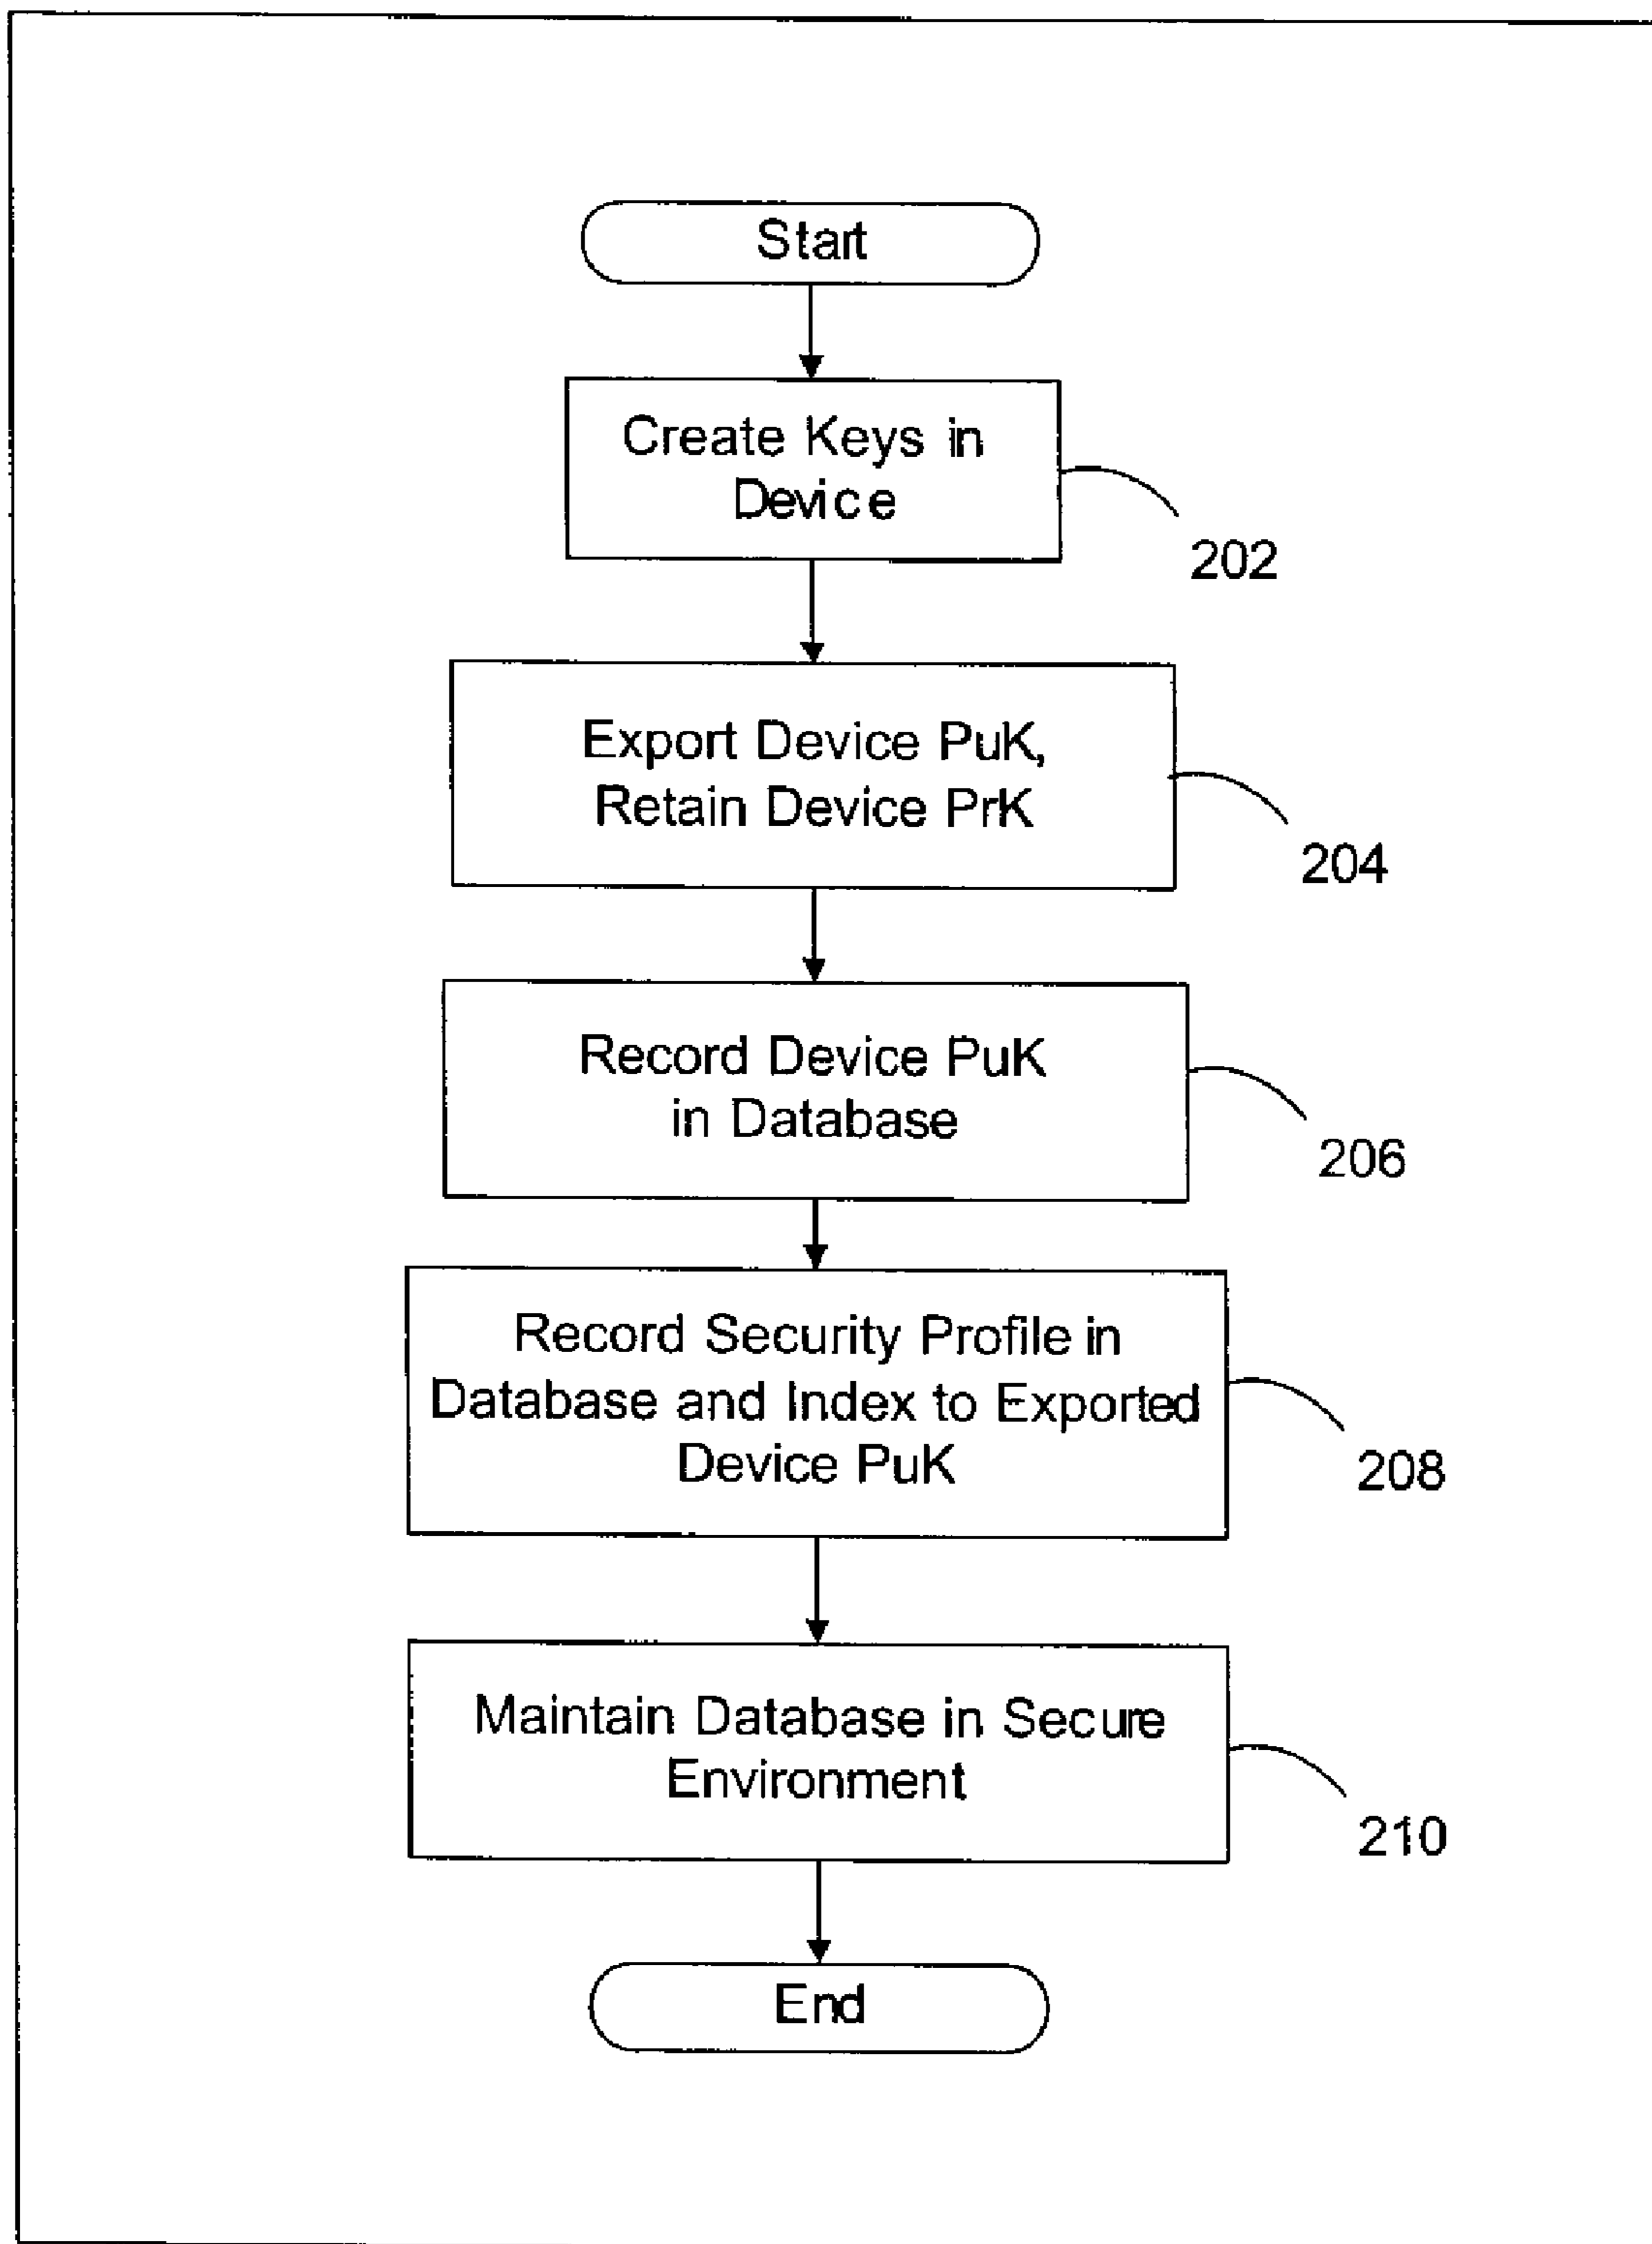 Start
Create Keys in
Device
202
Export Device PuK,
Retain Device PrK
204
Record Device PuK
in Database
206
Record Security Profile in
Database and Index to Exported
Device PuK
208
Maintain Database in Secure
Environment
210
End